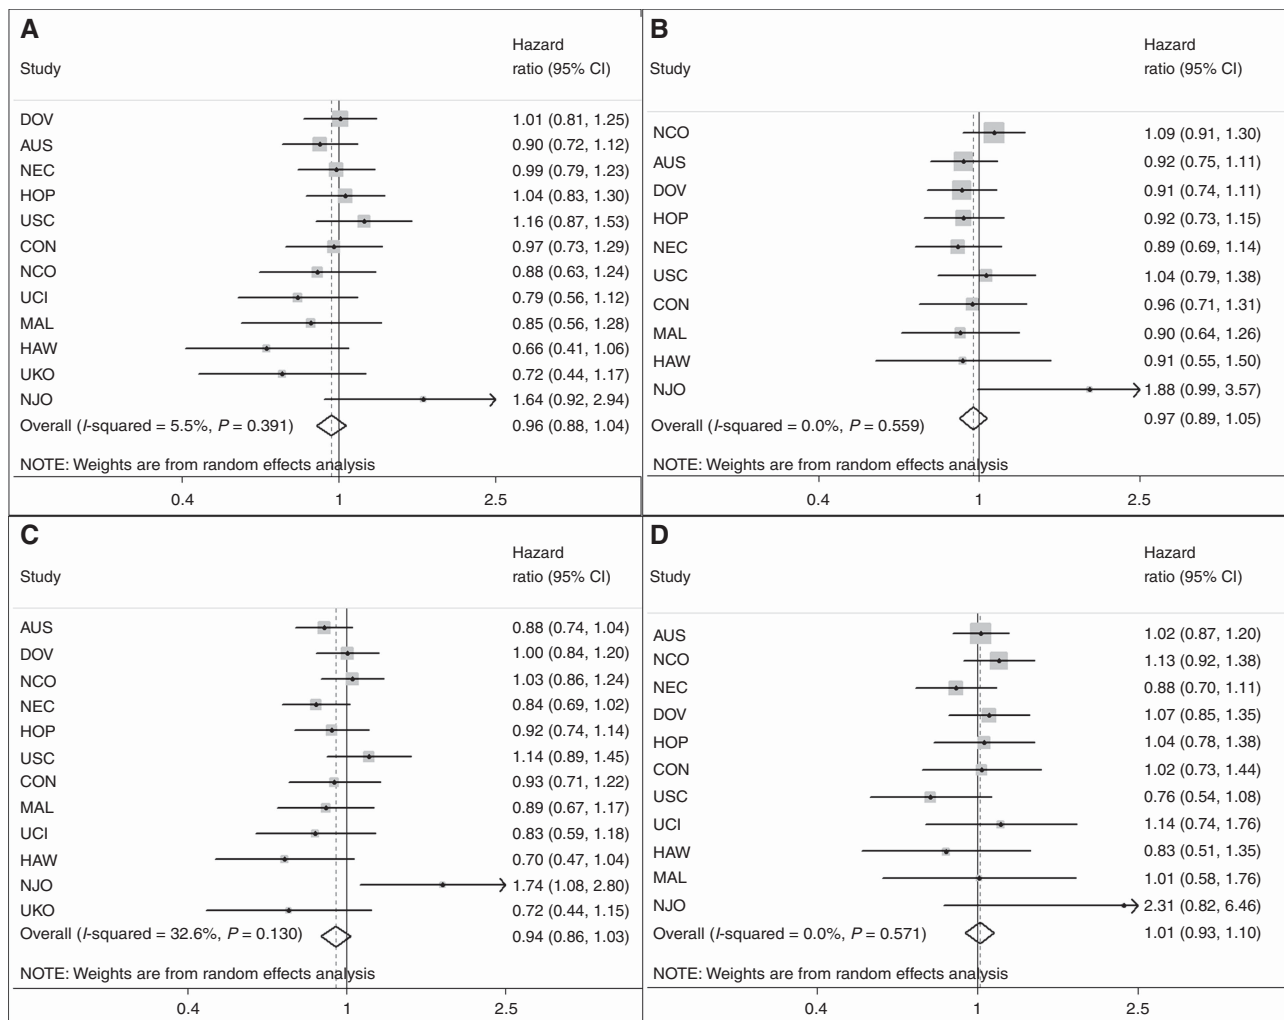 A
Hazard
Study ratio (95% CI)
DOV 1.01 (0.81, 1.25)
AUS 0.90 (0.72, 1.12)
NEC 0.99 (0.79, 1.23)
HOP 1.04 (0.83, 1.30)
USC 1.16 (0.87, 1.53)
CON 0.97 (0.73, 1.29)
NCO 0.88 (0.63, 1.24)
UCI 0.79 (0.56, 1.12)
MAL 0.85 (0.56, 1.28)
HAW 0.66 (0.41, 1.06)
UKO 0.72 (0.44, 1.17)
NJO 1.64 (0.92, 2.94)
Overall (I-squared = 5.5%, P = 0.391) 0.96 (0.88, 1.04)
NOTE: Weights are from random effects analysis
0.4 1 2.5
B
Hazard
Study ratio (95% CI)
NCO 1.09 (0.91, 1.30)
AUS 0.92 (0.75, 1.11)
DOV 0.91 (0.74, 1.11)
HOP 0.92 (0.73, 1.15)
NEC 0.89 (0.69, 1.14)
USC 1.04 (0.79, 1.38)
CON 0.96 (0.71, 1.31)
MAL 0.90 (0.64, 1.26)
HAW 0.91 (0.55, 1.50)
NJO 1.88 (0.99, 3.57)
Overall (I-squared = 0.0%, P = 0.559) 0.97 (0.89, 1.05)
NOTE: Weights are from random effects analysis
0.4 1 2.5
C
Hazard
Study ratio (95% CI)
AUS 0.88 (0.74, 1.04)
DOV 1.00 (0.84, 1.20)
NCO 1.03 (0.86, 1.24)
NEC 0.84 (0.69, 1.02)
HOP 0.92 (0.74, 1.14)
USC 1.14 (0.89, 1.45)
CON 0.93 (0.71, 1.22)
MAL 0.89 (0.67, 1.17)
UCI 0.83 (0.59, 1.18)
HAW 0.70 (0.47, 1.04)
NJO 1.74 (1.08, 2.80)
UKO 0.72 (0.44, 1.15)
Overall (I-squared = 32.6%, P = 0.130) 0.94 (0.86, 1.03)
NOTE: Weights are from random effects analysis
0.4 1 2.5
D
Hazard
Study ratio (95% CI)
AUS 1.02 (0.87, 1.20)
NCO 1.13 (0.92, 1.38)
NEC 0.88 (0.70, 1.11)
DOV 1.07 (0.85, 1.35)
HOP 1.04 (0.78, 1.38)
CON 1.02 (0.73, 1.44)
USC 0.76 (0.54, 1.08)
UCI 1.14 (0.74, 1.76)
HAW 0.83 (0.51, 1.35)
MAL 1.01 (0.58, 1.76)
NJO 2.31 (0.82, 6.46)
Overall (I-squared = 0.0%, P = 0.571) 1.01 (0.93, 1.10)
NOTE: Weights are from random effects analysis
0.4 1 2.5